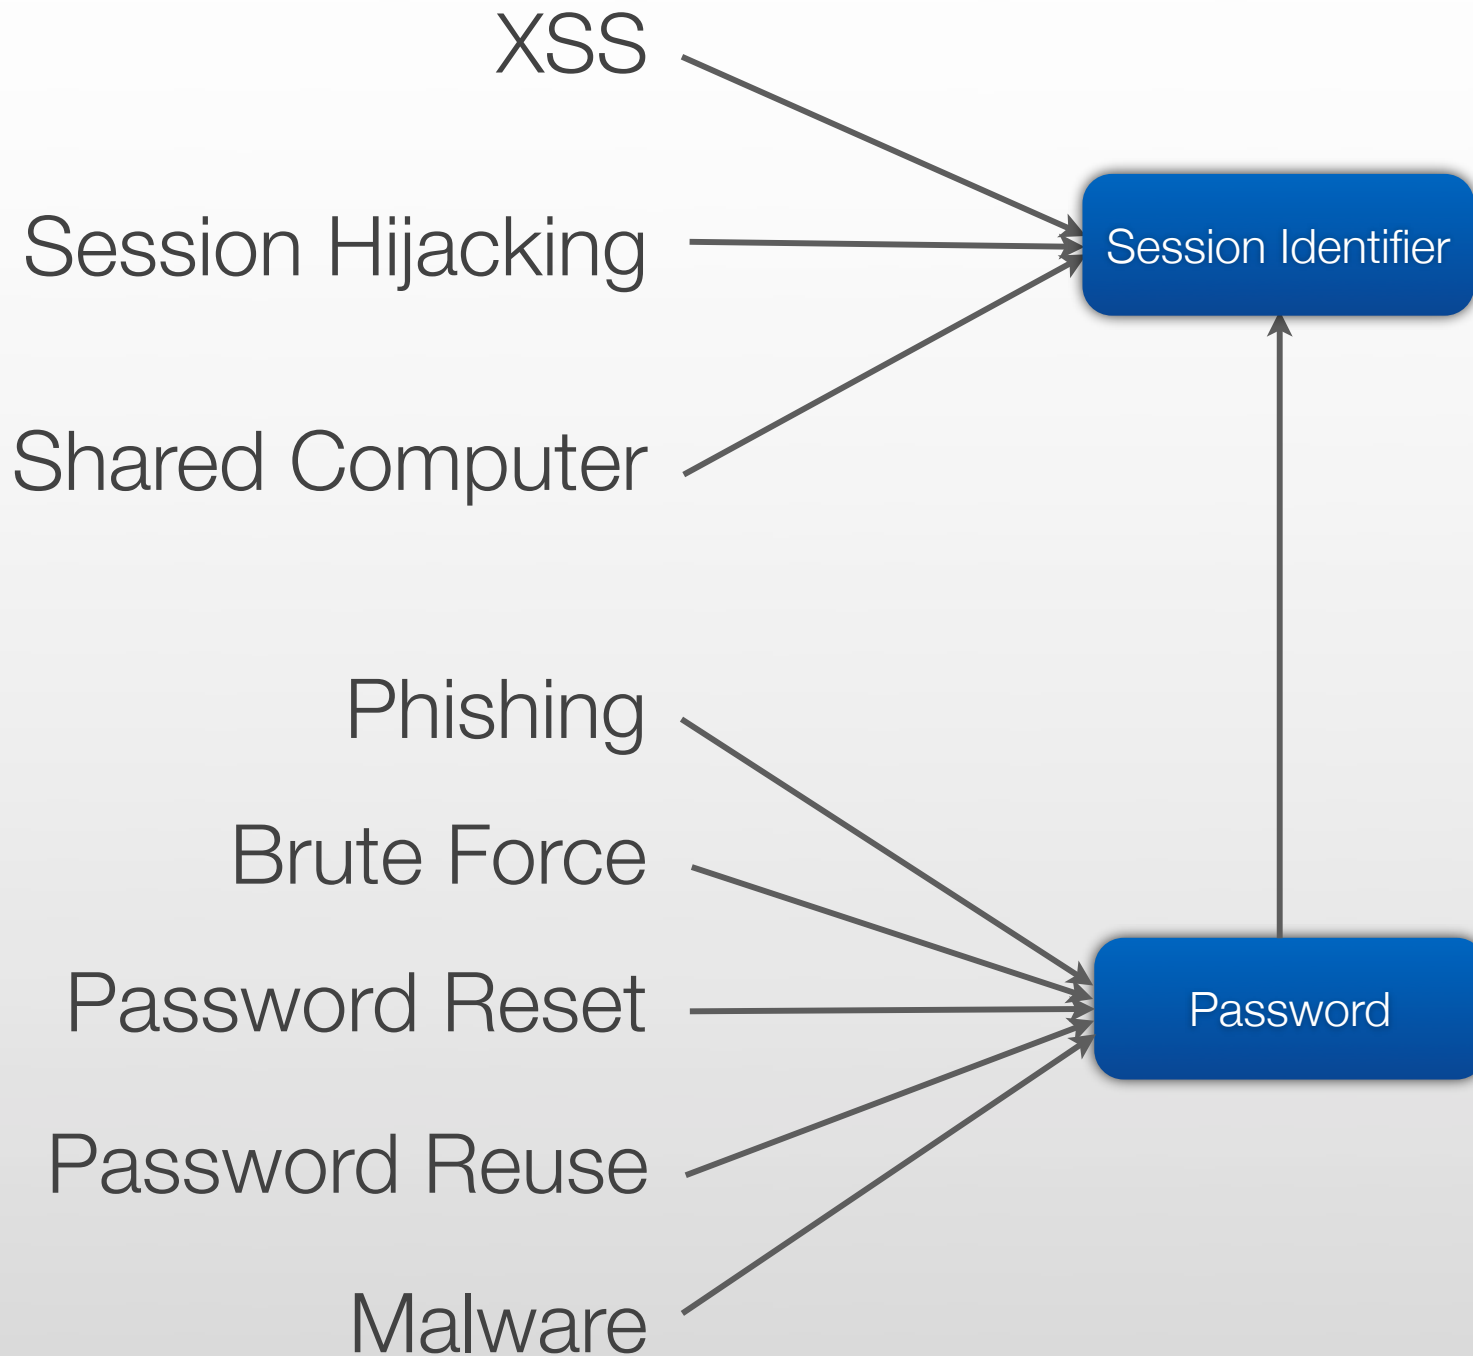 XSS
Session Hijacking
Session Identifier
Shared Computer
Phishing
Brute Force
Password Reset
Password
Password Reuse
Malware